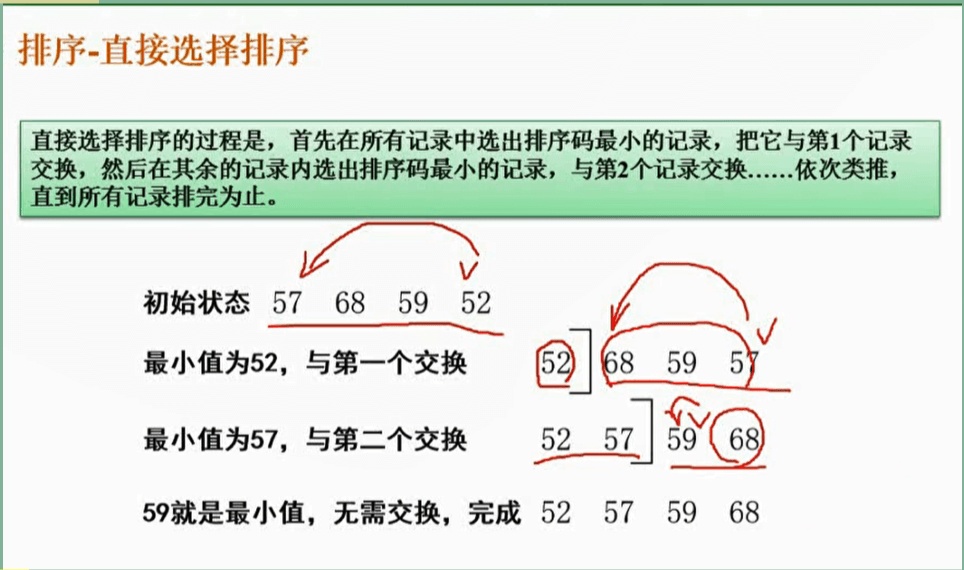 排序-直接选择排序
直接选择排序的过程是，首先在所有记录中选出排序码最小的记录，把它与第1个记录
交换，然后在其余的记录内选出排序码最小的记录，与第2个记录交换……依次类推，
直到所有记录排完为止。
初始状态 57 68 59 52
最小值为52，与第一个交换 52] 68 59 57
最小值为57，与第二个交换 52 57] 59 68
59就是最小值，无需交换，完成 52 57 59 68